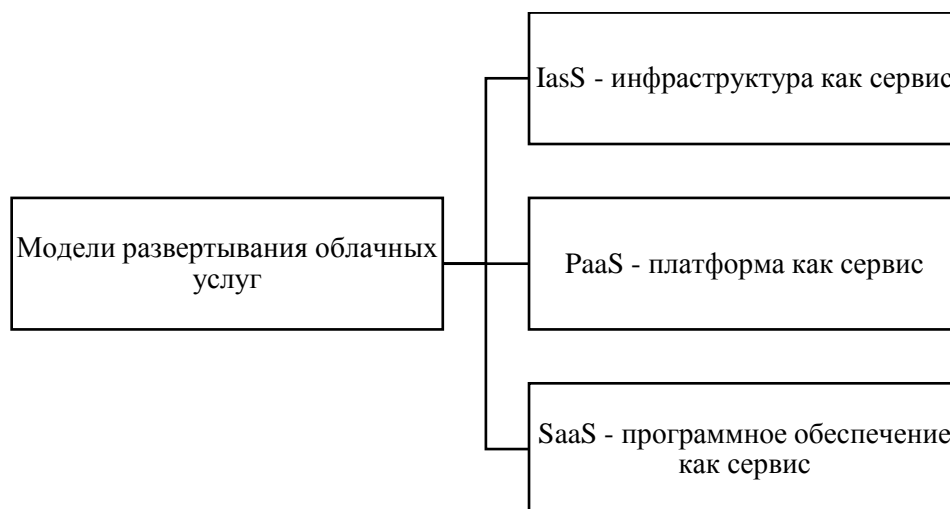 IasS - инфраструктура как сервис
Модели развертывания облачных
услуг
PaaS - платформа как сервис
SaaS - программное обеспечение
как сервис